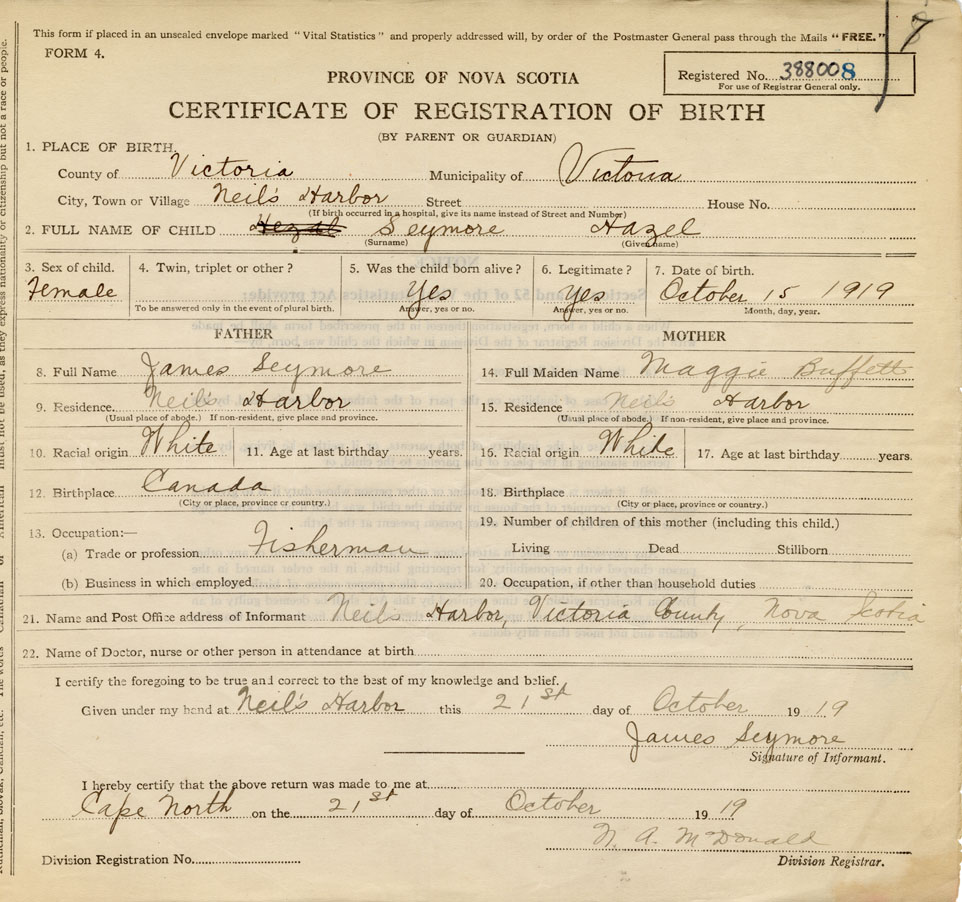 This form if placed in an unsealed envelope marked "Vital Statistics" and properly addressed will, by order of the Postmaster General pass through the Mails "FREE."
7
FORM 4.
PROVINCE OF NOVA SCOTIA
Registered No. 388008
For use of Registrar General only.
CERTIFICATE OF REGISTRATION OF BIRTH
(BY PARENT OR GUARDIAN)
1. PLACE OF BIRTH.
County of Victoria Municipality of Victoria
City, Town or Village Neil's Harbor Street House No.
(If birth occurred in a hospital, give its name instead of Street and Number)
2. FULL NAME OF CHILD Seymore Hazel
(Surname) (Given name)
3. Sex of child. 4. Twin, triplet or other? 5. Was the child born alive? 6. Legitimate? 7. Date of birth.
Female Yes Yes October 15 1919
To be answered only in the event of plural birth. Answer, yes or no. Answer, yes or no. Month, day, year.
FATHER MOTHER
8. Full Name James Seymore 14. Full Maiden Name Maggie Buffett
9. Residence Neil's Harbor 15. Residence Neil's Harbor
(Usual place of abode.) If non-resident, give place and province. (Usual place of abode.) If non-resident, give place and province.
10. Racial origin White 11. Age at last birthday years. 16. Racial origin White 17. Age at last birthday years.
12. Birthplace Canada 18. Birthplace
(City or place, province or country.) (City or place, province or country.)
13. Occupation:— 19. Number of children of this mother (including this child.)
(a) Trade or profession Fisherman Living Dead Stillborn
(b) Business in which employed 20. Occupation, if other than household duties
21. Name and Post Office address of Informant Neil's Harbor, Victoria County, Nova Scotia
22. Name of Doctor, nurse or other person in attendance at birth
I certify the foregoing to be true and correct to the best of my knowledge and belief.
Given under my hand at Neil's Harbor this 21st day of October 1919
James Seymore
Signature of Informant.
I hereby certify that the above return was made to me at
Cape North on the 21st day of October 1919
N. A. McDonald
Division Registration No. Division Registrar.